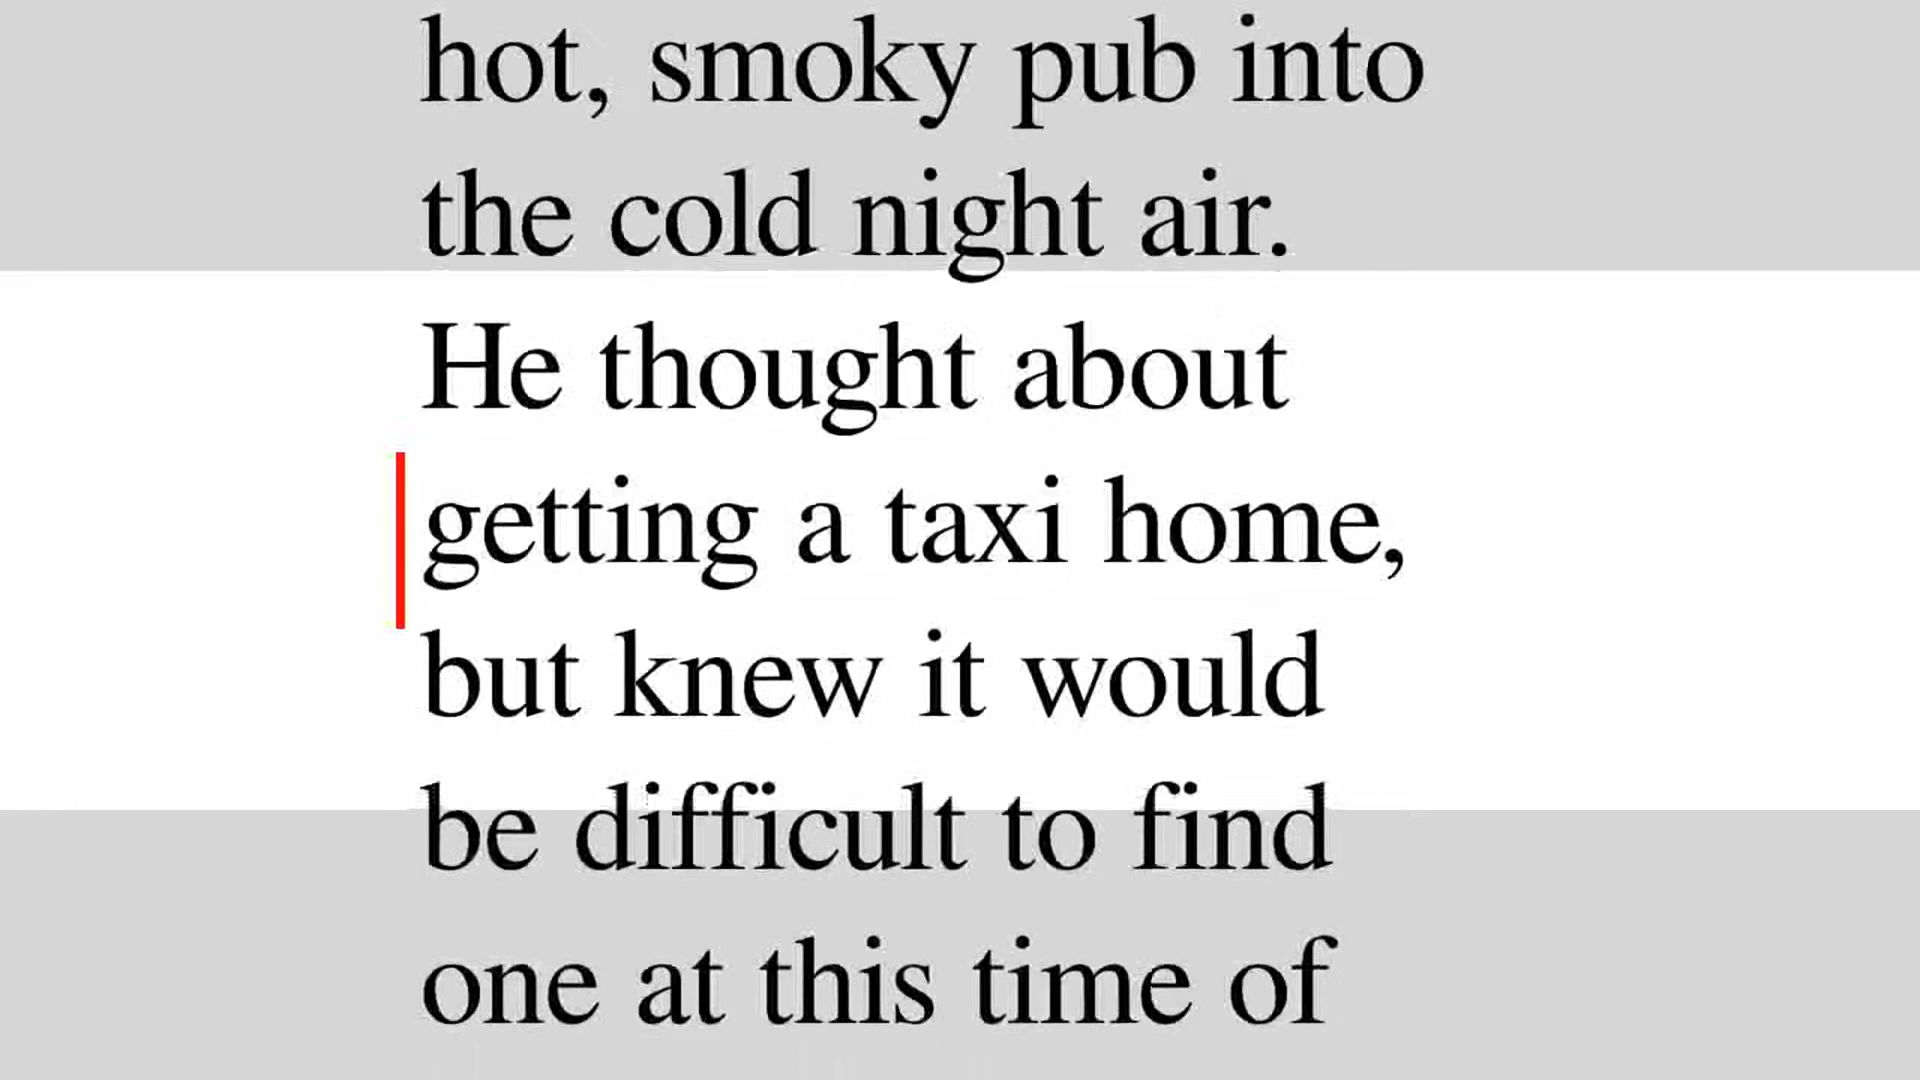 hot, smoky pub into
the cold night air.
He thought about
getting a taxi home,
but knew it would
be difficult to find
one at this time of